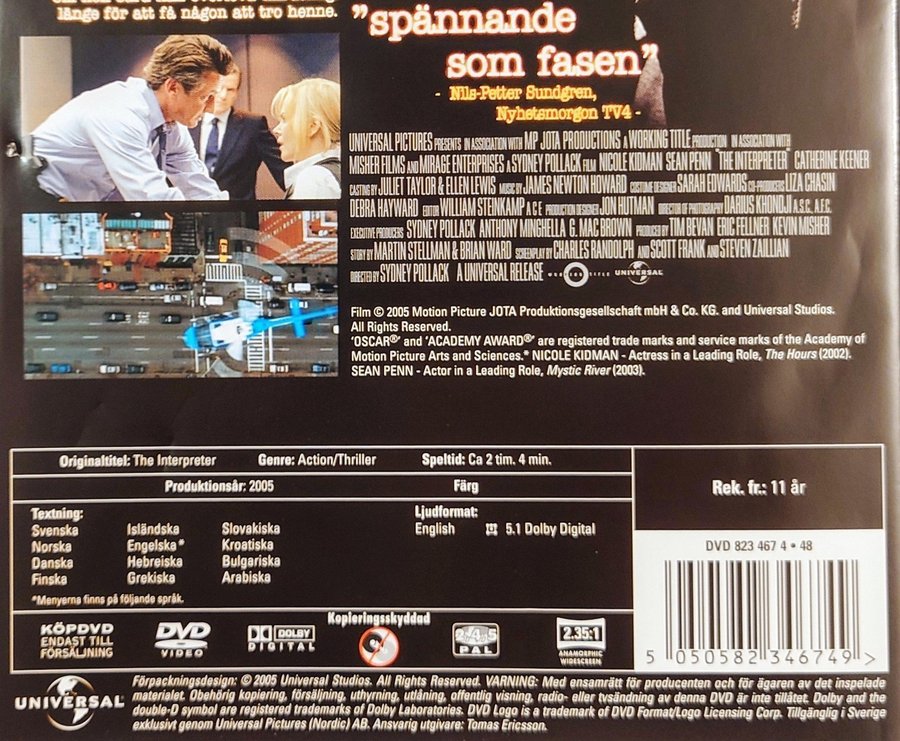 länge för att få någon att tro henne.
"spännande
som fasen"
- Nils-Petter Sundgren,
Nyhetsmorgon TV4 -
UNIVERSAL PICTURES PRESENTS IN ASSOCIATION WITH MP JOTA PRODUCTIONS A WORKING TITLE PRODUCTION IN ASSOCIATION WITH
MISHER FILMS AND MIRAGE ENTERPRISES A SYDNEY POLLACK FILM NICOLE KIDMAN SEAN PENN "THE INTERPRETER" CATHERINE KEENER
CASTING BY JULIET TAYLOR & ELLEN LEWIS MUSIC BY JAMES NEWTON HOWARD COSTUME DESIGNER SARAH EDWARDS CO-PRODUCERS LIZA CHASIN
DEBRA HAYWARD EDITOR WILLIAM STEINKAMP A.C.E. PRODUCTION DESIGNER JON HUTMAN DIRECTOR OF PHOTOGRAPHY DARIUS KHONDJI A.S.C., A.F.C.
EXECUTIVE PRODUCERS SYDNEY POLLACK ANTHONY MINGHELLA G. MAC BROWN PRODUCED BY TIM BEVAN ERIC FELLNER KEVIN MISHER
STORY BY MARTIN STELLMAN & BRIAN WARD SCREENPLAY BY CHARLES RANDOLPH AND SCOTT FRANK AND STEVEN ZAILLIAN
DIRECTED BY SYDNEY POLLACK A UNIVERSAL RELEASE TITLE UNIVERSAL
Film © 2005 Motion Picture JOTA Produktionsgesellschaft mbH & Co. KG. and Universal Studios.
All Rights Reserved.
'OSCAR®' and 'ACADEMY AWARD®' are registered trade marks and service marks of the Academy of
Motion Picture Arts and Sciences.* NICOLE KIDMAN - Actress in a Leading Role, The Hours (2002).
SEAN PENN - Actor in a Leading Role, Mystic River (2003).
Originaltitel: The Interpreter Genre: Action/Thriller Speltid: Ca 2 tim. 4 min.
Produktionsår: 2005 Färg
Rek. fr.: 11 år
Textning: Ljudformat:
Svenska Isländska Slovakiska English 5.1 Dolby Digital
Norska Engelska* Kroatiska
Danska Hebreiska Bulgariska
Finska Grekiska Arabiska
*Menyerna finns på följande språk.
DVD 823 467 4 • 48
5 050582 346749 >
Kopieringsskyddad
KÖPDVD
ENDAST TILL
FÖRSÄLJNING
DVD
VIDEO
DOLBY
DIGITAL
2 4 5
PAL
2.35:1
ANAMORPHIC
WIDESCREEN
UNIVERSAL
Förpackningsdesign: © 2005 Universal Studios. All Rights Reserved. VARNING: Med ensamrätt för producenten och för ägaren av det inspelade
materialet. Obehörig kopiering, försäljning, uthyrning, utlåning, offentlig visning, radio- eller tvsändning av denna DVD är inte tillåtet. Dolby and the
double-D symbol are registered trademarks of Dolby Laboratories. DVD Logo is a trademark of DVD Format/Logo Licensing Corp. Tillgänglig i Sverige
exklusivt genom Universal Pictures (Nordic) AB. Ansvarig utgivare: Tomas Ericsson.